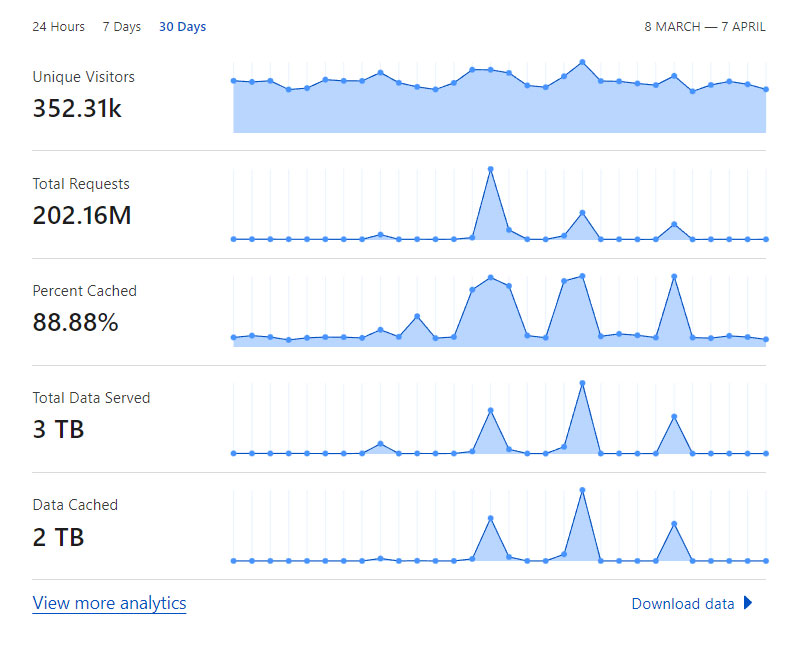 24 Hours 7 Days 30 Days 8 MARCH — 7 APRIL
Unique Visitors
352.31k
Total Requests
202.16M
Percent Cached
88.88%
Total Data Served
3 TB
Data Cached
2 TB
View more analytics Download data